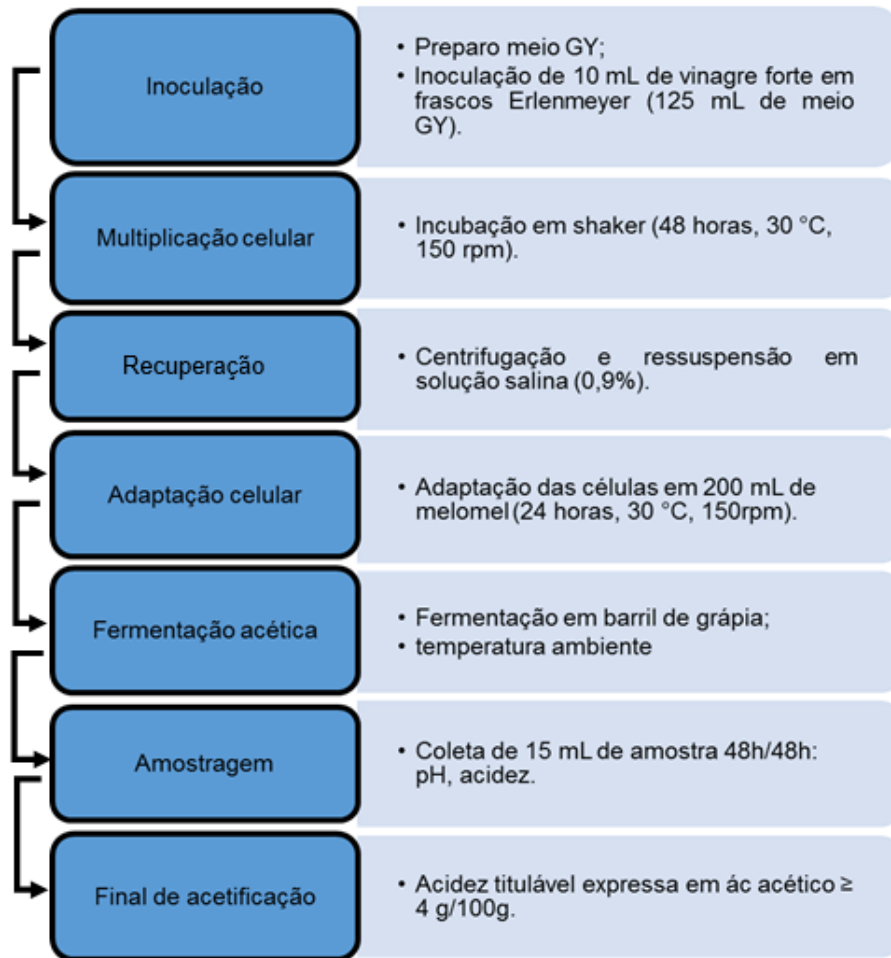 Inoculação
• Preparo meio GY;
• Inoculação de 10 mL de vinagre forte em
frascos Erlenmeyer (125 mL de meio
GY).
Multiplicação celular
• Incubação em shaker (48 horas, 30 °C,
150 rpm).
Recuperação
• Centrifugação e ressuspensão em
solução salina (0,9%).
Adaptação celular
• Adaptação das células em 200 mL de
melomel (24 horas, 30 °C, 150rpm).
Fermentação acética
• Fermentação em barril de grápia;
• temperatura ambiente
Amostragem
• Coleta de 15 mL de amostra 48h/48h:
pH, acidez.
Final de acetificação
• Acidez titulável expressa em ác acético ≥
4 g/100g.